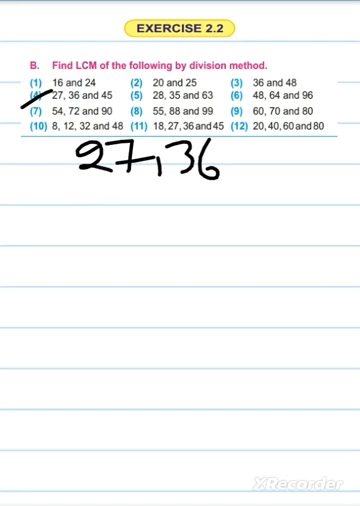 EXERCISE 2.2
B. Find LCM of the following by division method.
(1) 16 and 24 (2) 20 and 25 (3) 36 and 48
(4) 27, 36 and 45 (5) 28, 35 and 63 (6) 48, 64 and 96
(7) 54, 72 and 90 (8) 55, 88 and 99 (9) 60, 70 and 80
(10) 8, 12, 32 and 48 (11) 18, 27, 36 and 45 (12) 20, 40, 60 and 80
27, 36
XRecorder